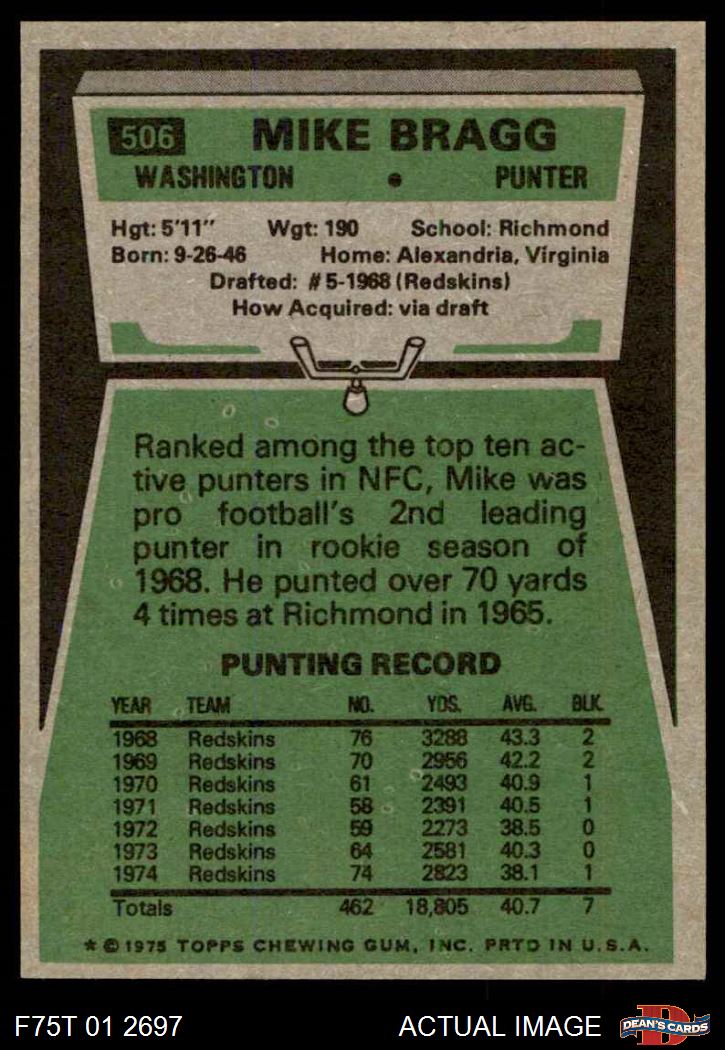 506 MIKE BRAGG
WASHINGTON • PUNTER
Hgt: 5'11" Wgt: 190 School: Richmond
Born: 9-26-46 Home: Alexandria, Virginia
Drafted: #5-1968 (Redskins)
How Acquired: via draft
Ranked among the top ten ac-
tive punters in NFC, Mike was
pro football's 2nd leading
punter in rookie season of
1968. He punted over 70 yards
4 times at Richmond in 1965.
PUNTING RECORD
YEAR TEAM NO. YDS. AVG. BLK.
1968 Redskins 76 3288 43.3 2
1969 Redskins 70 2956 42.2 2
1970 Redskins 61 2493 40.9 1
1971 Redskins 58 2391 40.5 1
1972 Redskins 59 2273 38.5 0
1973 Redskins 64 2581 40.3 0
1974 Redskins 74 2823 38.1 1
Totals 462 18,805 40.7 7
* © 1975 TOPPS CHEWING GUM, INC. PRTD IN U.S.A.
F75T 01 2697 ACTUAL IMAGE D DEAN'S CARDS